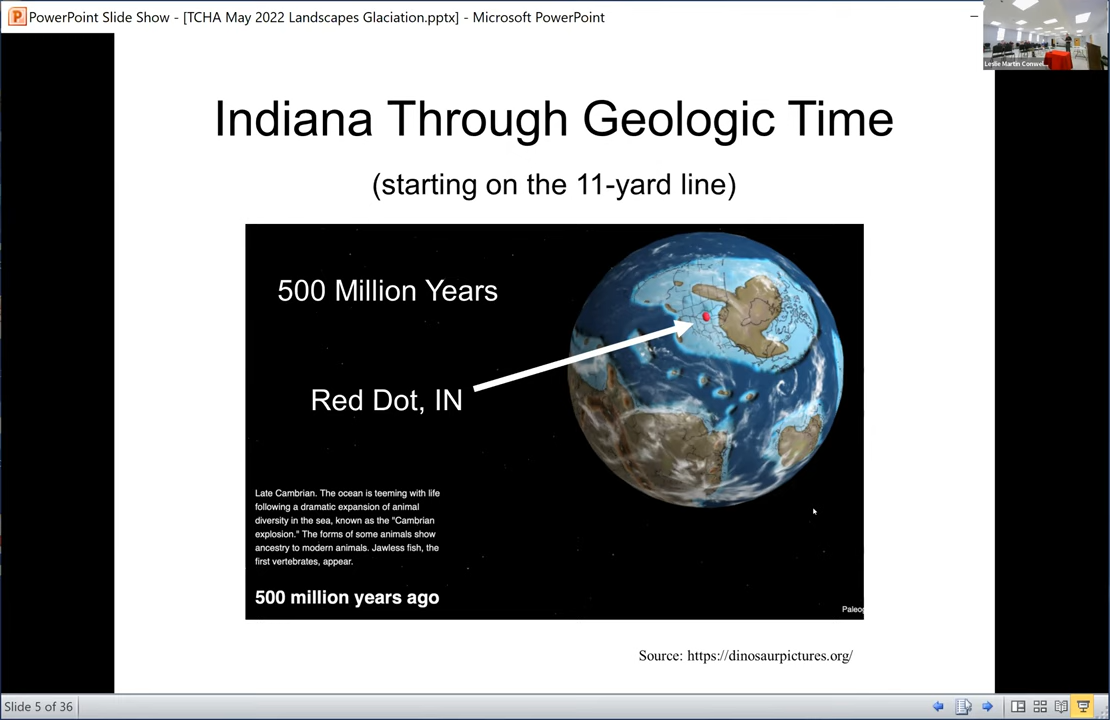 PowerPoint Slide Show - [TCHA May 2022 Landscapes Glaciation.pptx] - Microsoft PowerPoint
Leslie Martin Conwel...
Indiana Through Geologic Time
(starting on the 11-yard line)
500 Million Years
Red Dot, IN
Late Cambrian. The ocean is teeming with life
following a dramatic expansion of animal
diversity in the sea, known as the "Cambrian
explosion." The forms of some animals show
ancestry to modern animals. Jawless fish, the
first vertebrates, appear.
500 million years ago
Paleog
Source: https://dinosaurpictures.org/
Slide 5 of 36